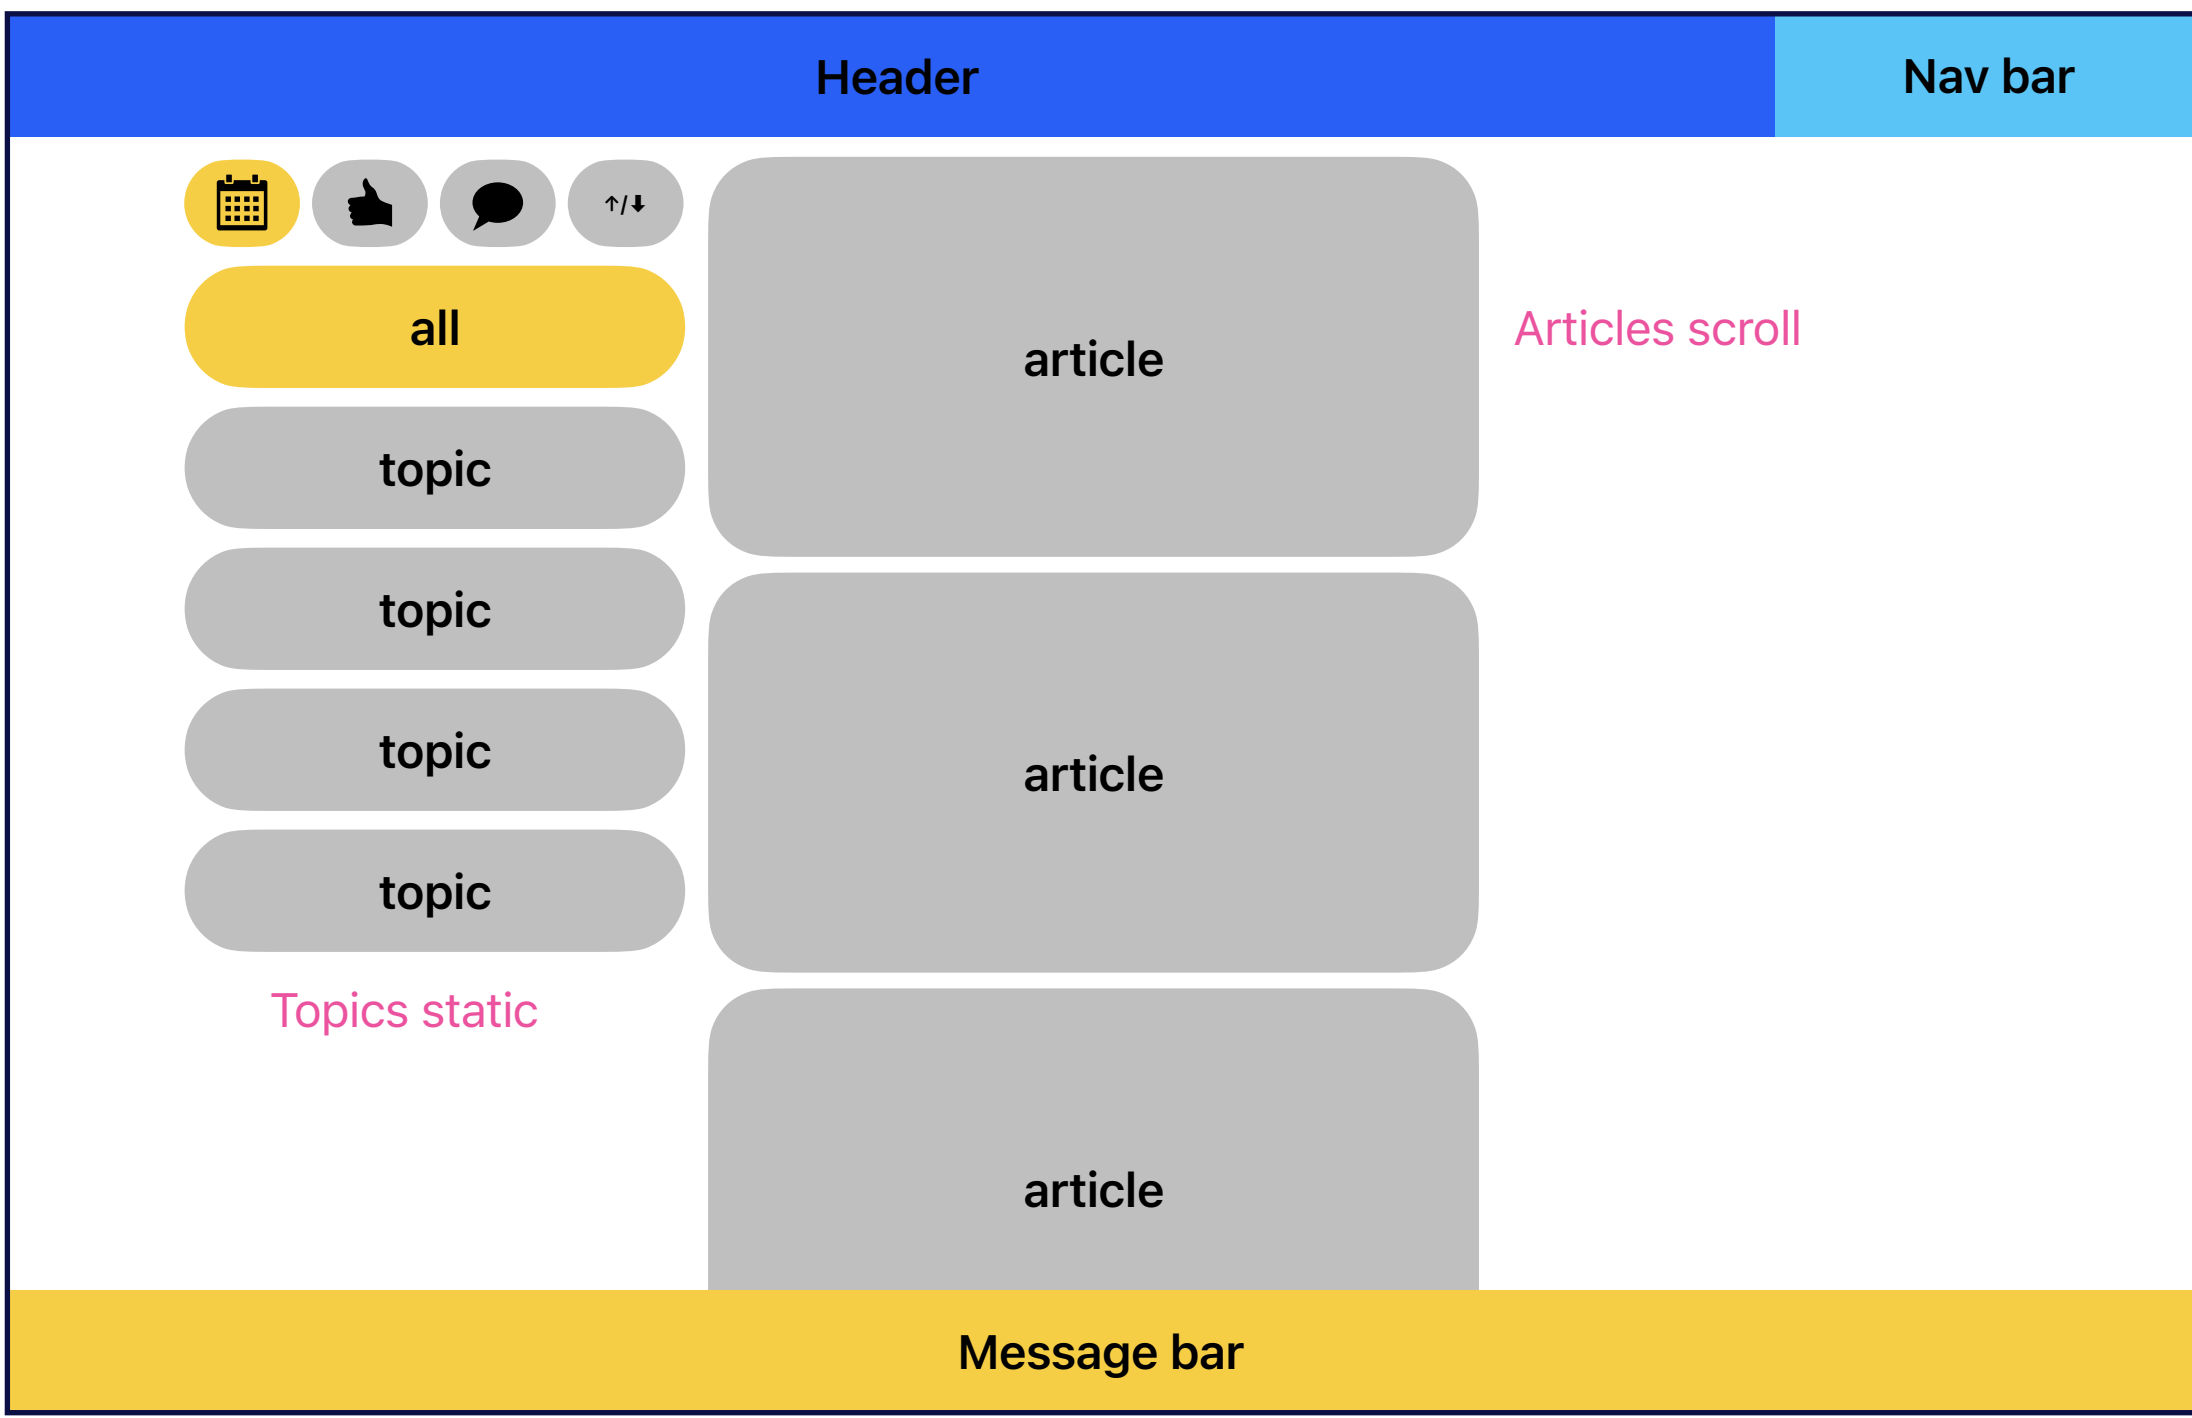 Header
Nav bar
↑/⬇
all
topic
topic
topic
topic
Topics static
article
article
article
Articles scroll
Message bar